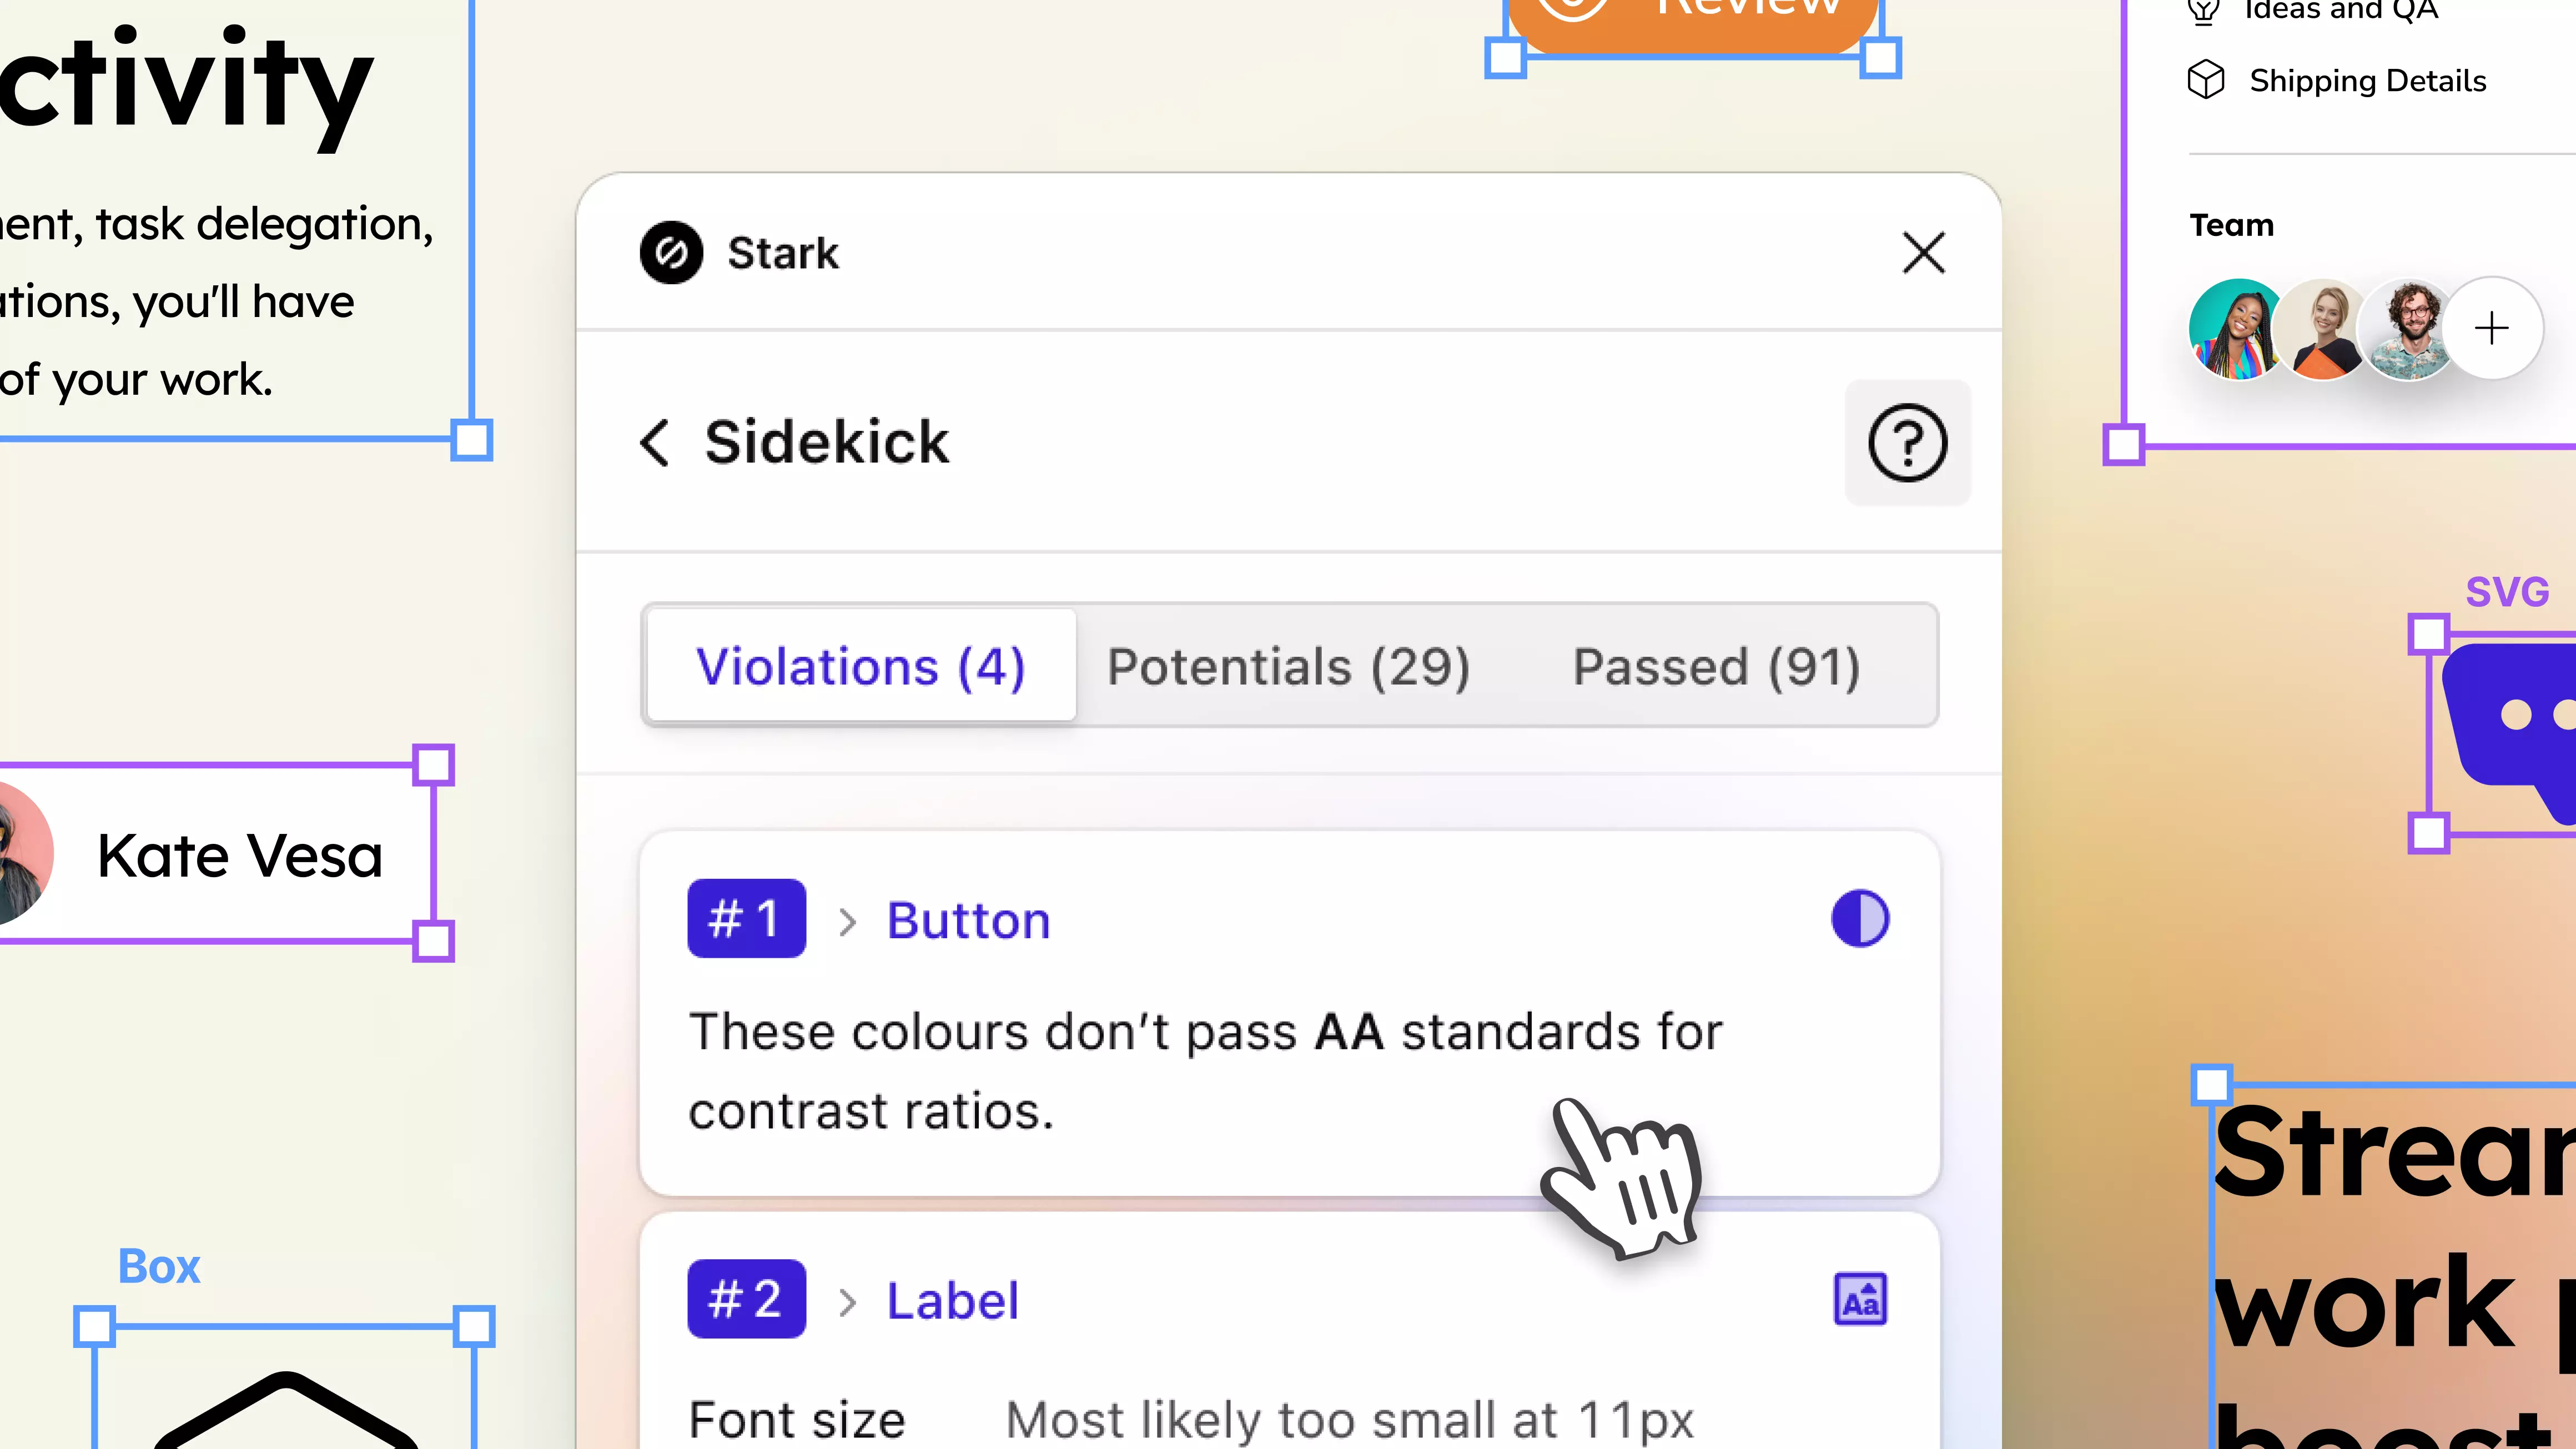 ctivity
ent, task delegation,
ations, you'll have
of your work.
Kate Vesa
Box
Review
Stark
Sidekick
Violations (4)
Potentials (29)
Passed (91)
#1 > Button
These colours don't pass AA standards for
contrast ratios.
#2 > Label
Aa
Font size
Most likely too small at 11px
Ideas and QA
Shipping Details
Team
SVG
Strea
work
boost